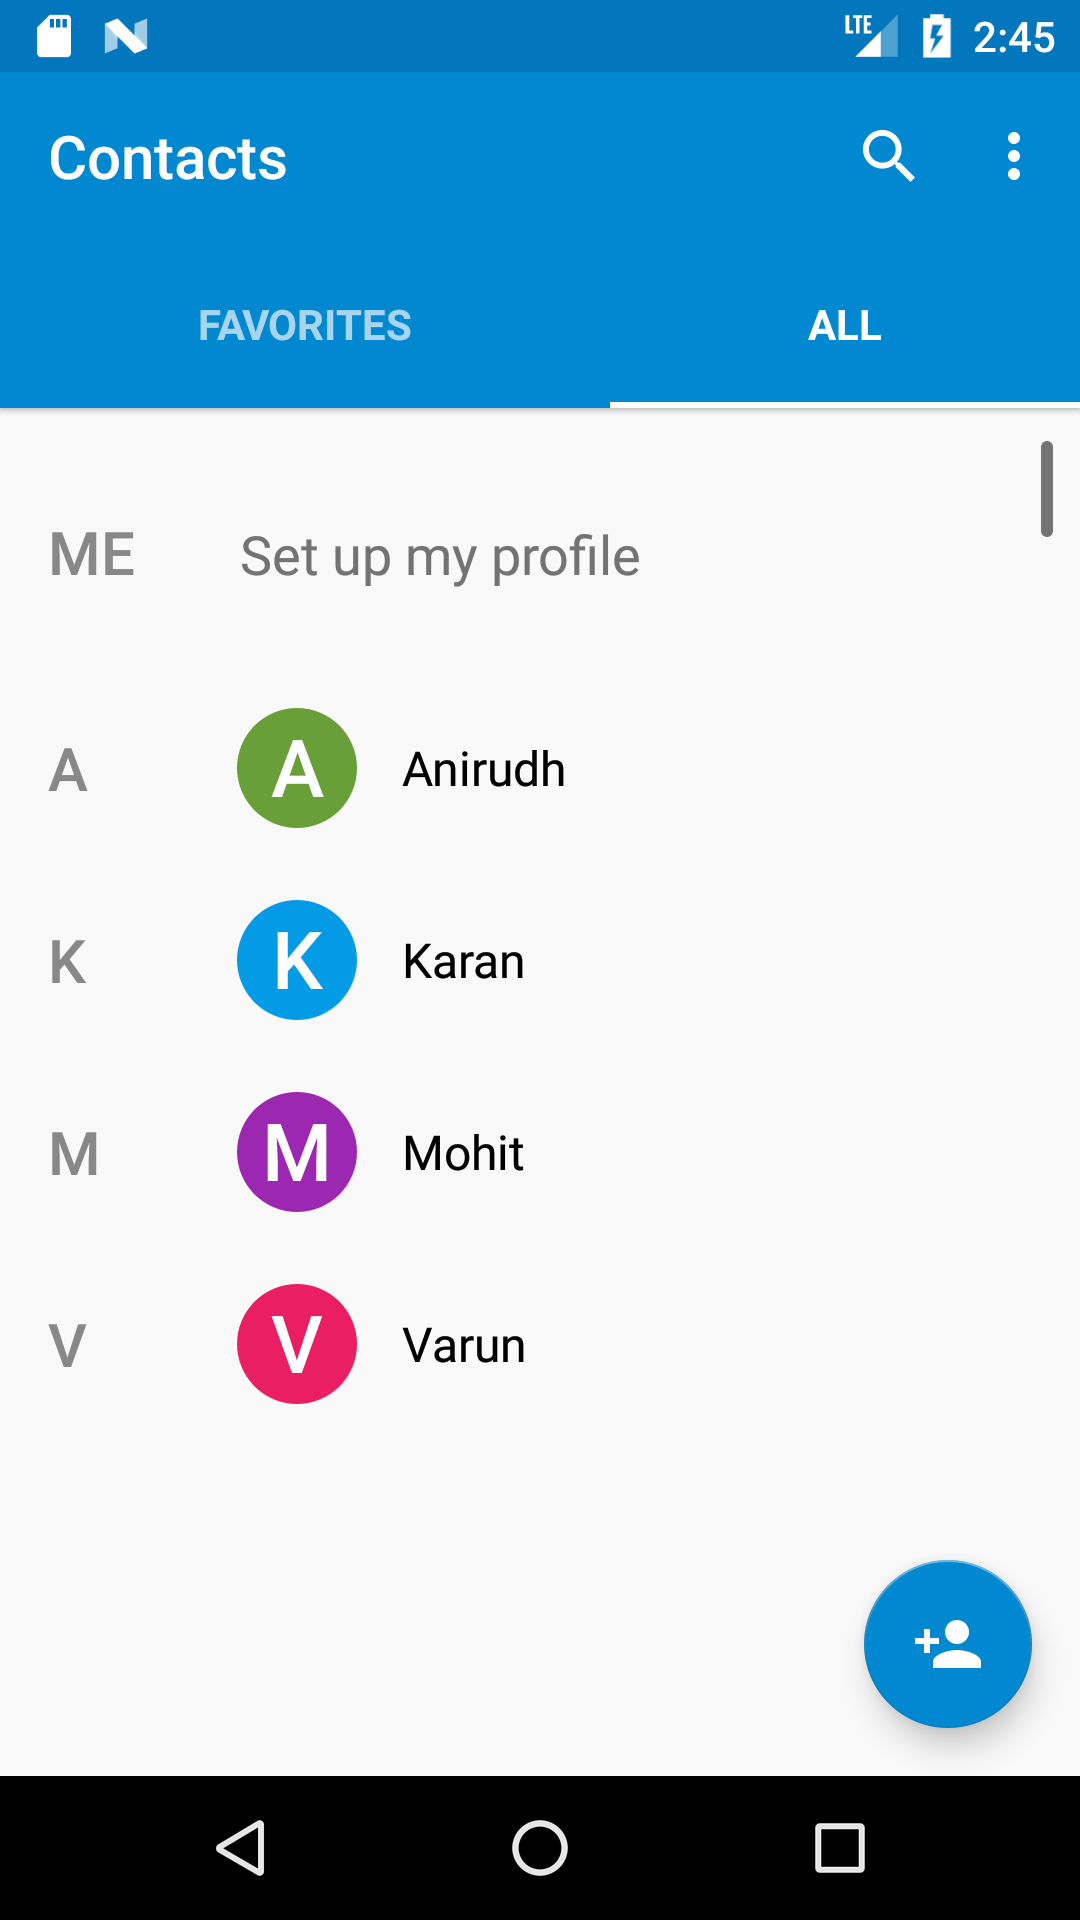 LTE 2:45
Contacts
FAVORITES ALL
ME Set up my profile
A A Anirudh
K K Karan
M M Mohit
V V Varun